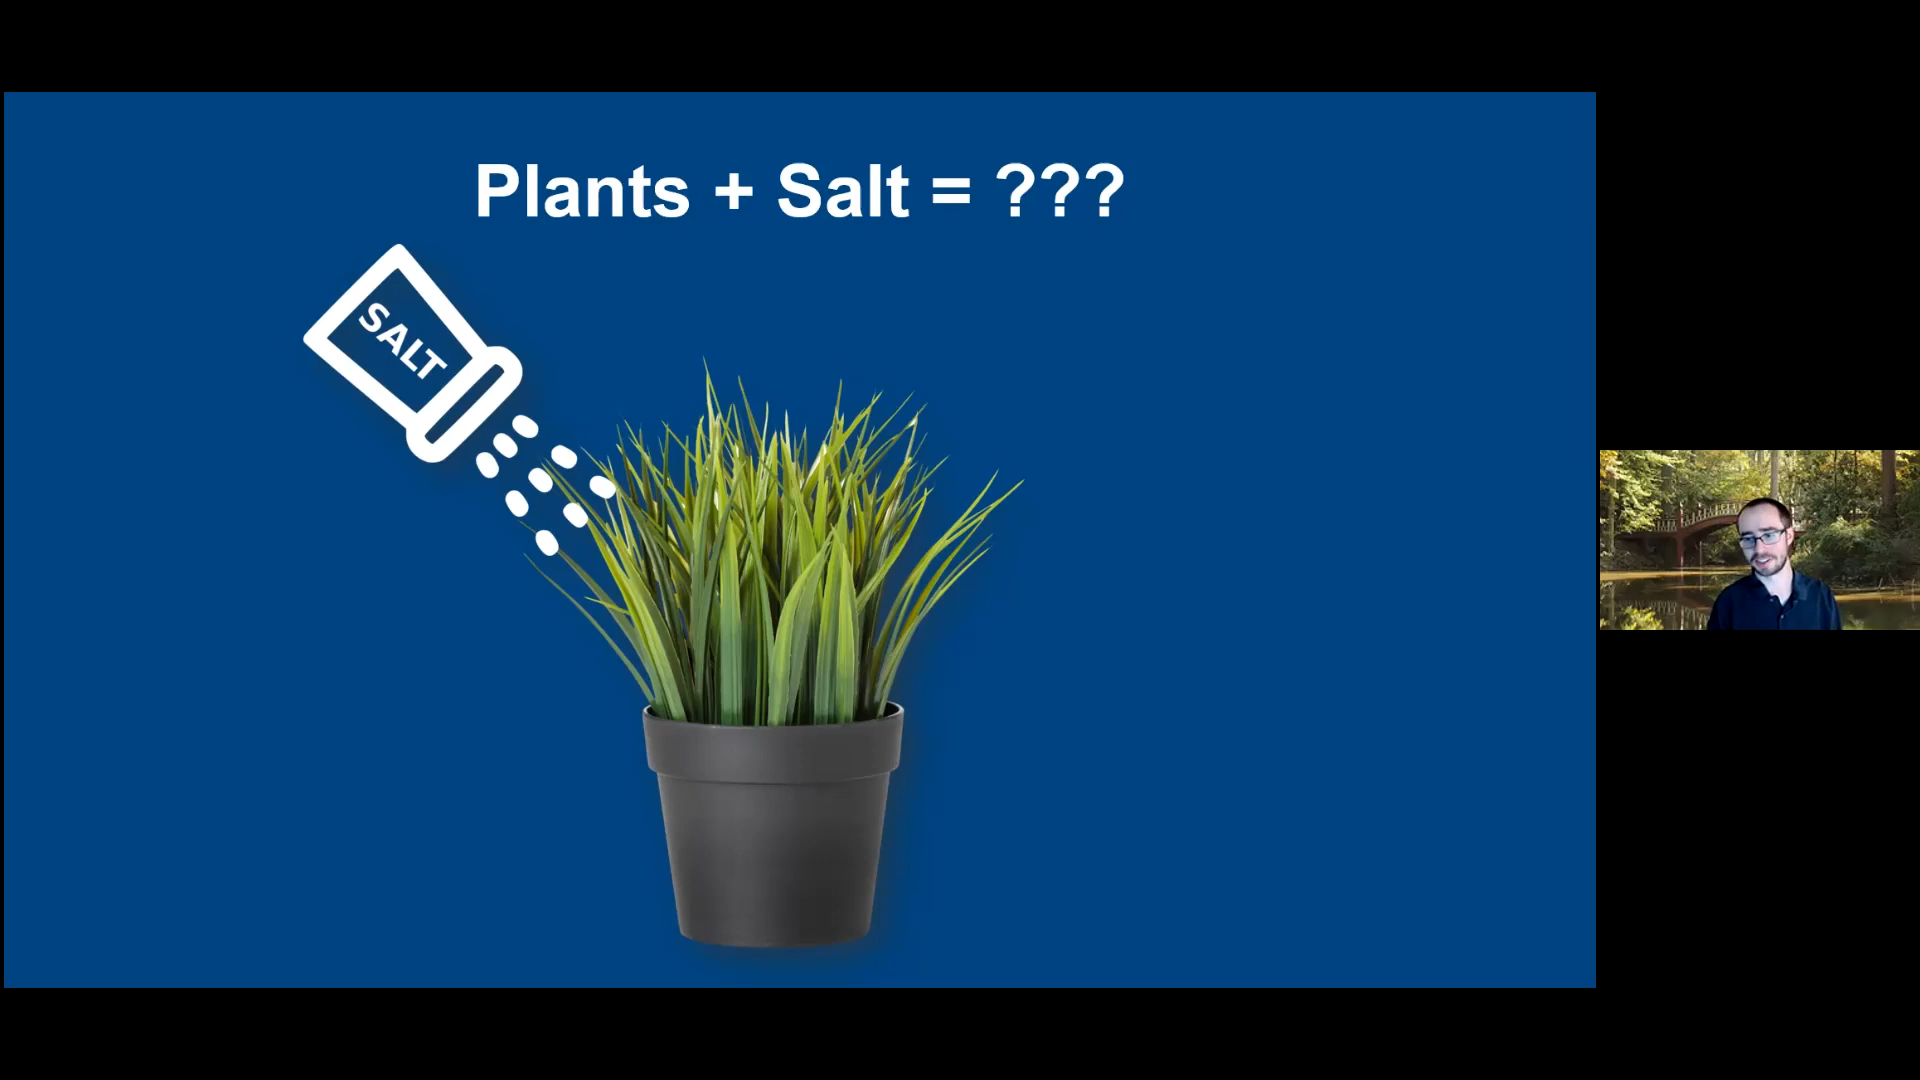 Plants + Salt = ???
SALT